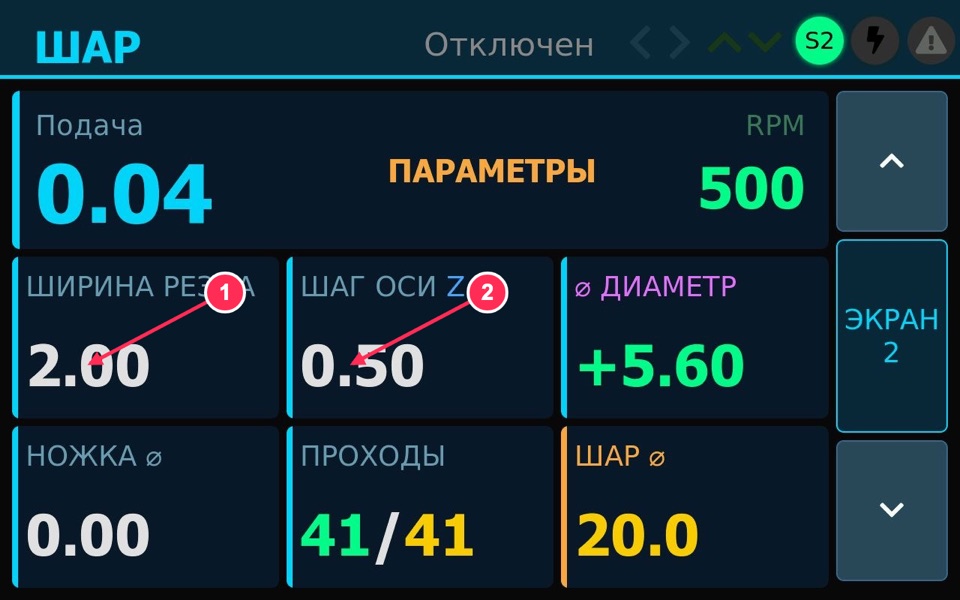 ШАР
Отключен
S2
Подача
RPM
0.04
ПАРАМЕТРЫ
500
ШИРИНА РЕЗЦА
1
2.00
ШАГ ОСИ Z
2
0.50
⌀ ДИАМЕТР
+5.60
ЭКРАН
2
НОЖКА ⌀
0.00
ПРОХОДЫ
41/41
ШАР ⌀
20.0